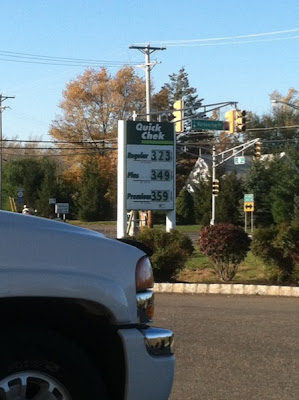 Quick
Chek
Regular 323
Plus 349
Premium 359